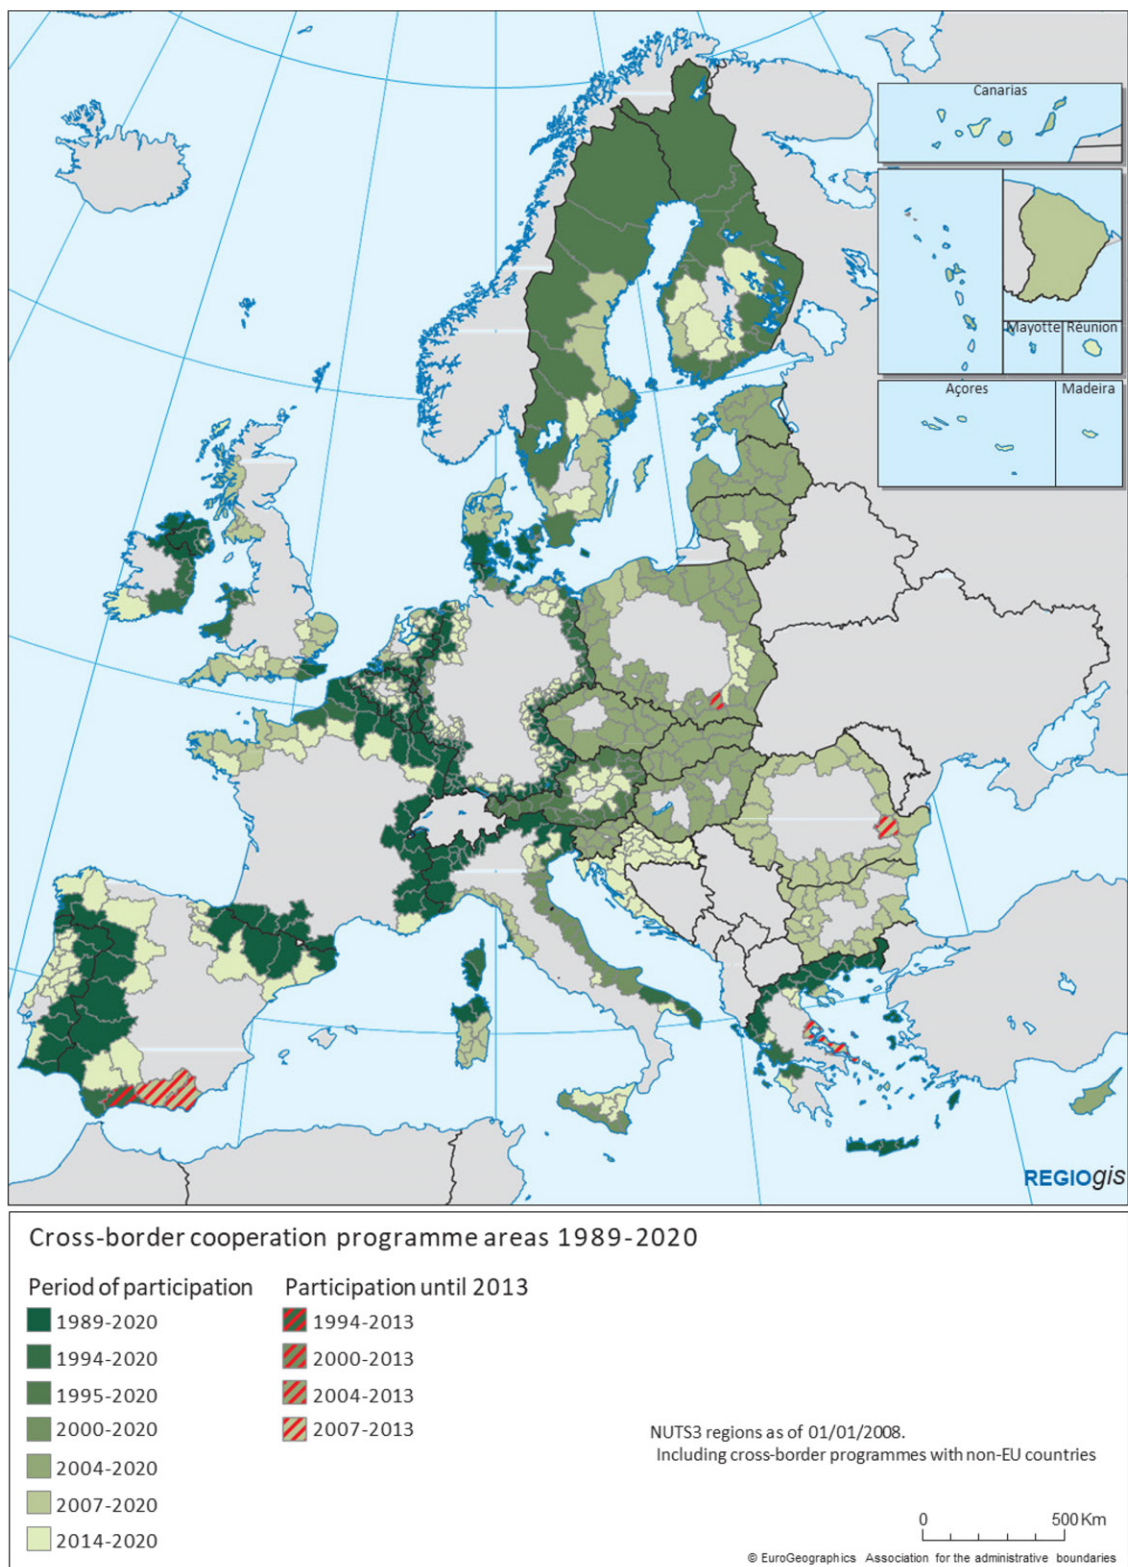 Canarias
Mayotte
Réunion
Açores
Madeira
REGIOgis
Cross-border cooperation programme areas 1989-2020
Period of participation
1989-2020
1994-2020
1995-2020
2000-2020
2004-2020
2007-2020
2014-2020
Participation until 2013
1994-2013
2000-2013
2004-2013
2007-2013
NUTS3 regions as of 01/01/2008.
Including cross-border programmes with non-EU countries
0 500 Km
© EuroGeographics Association for the administrative boundaries